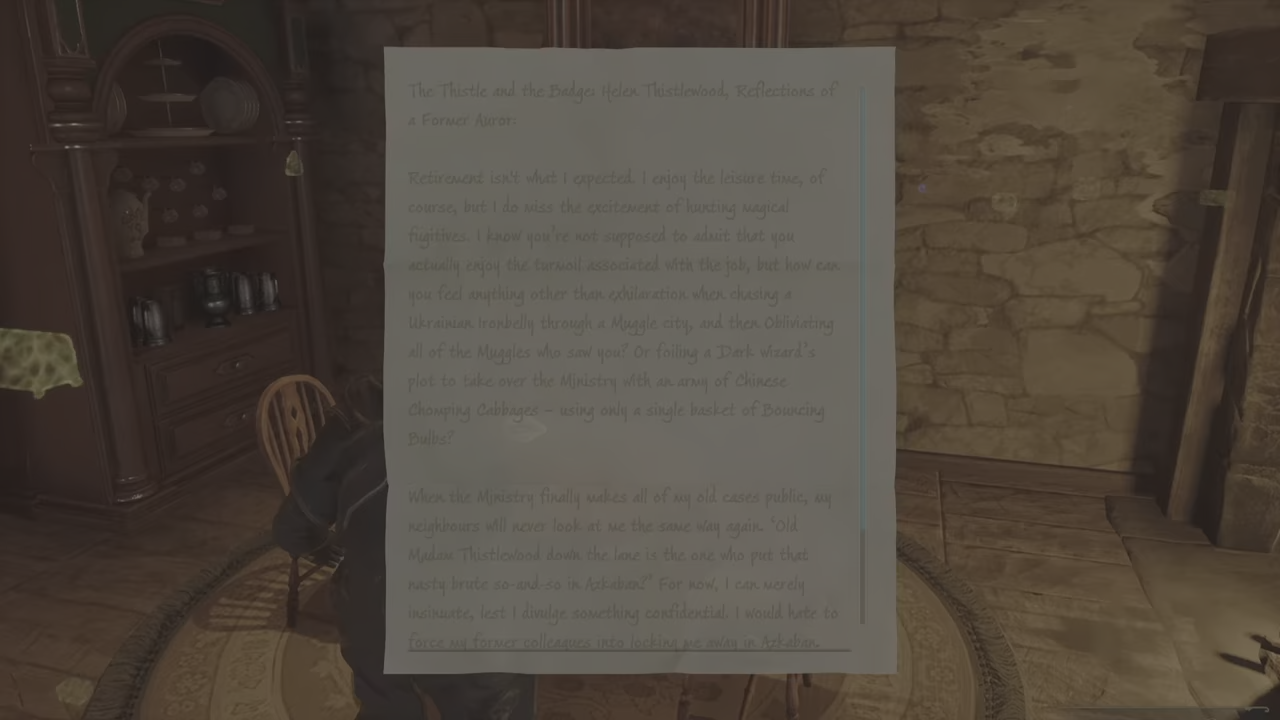 The Thistle and the Badge: Helen Thistlewood, Reflections of
a Former Auror:
Retirement isn't what I expected. I enjoy the leisure time, of
course, but I do miss the excitement of hunting magical
fugitives. I know you're not supposed to admit that you
actually enjoy the turmoil associated with the job, but how can
you feel anything other than exhilaration when chasing a
Ukrainian Ironbelly through a Muggle city, and then Obliviating
all of the Muggles who saw you? Or foiling a Dark wizard's
plot to take over the Ministry with an army of Chinese
Chomping Cabbages – using only a single basket of Bouncing
Bulbs?
When the Ministry finally makes all of my old cases public, my
neighbours will never look at me the same way again. 'Old
Madam Thistlewood down the lane is the one who put that
nasty brute so-and-so in Azkaban?' For now, I can merely
insinuate, lest I divulge something confidential. I would hate to
force my former colleagues into locking me away in Azkaban.